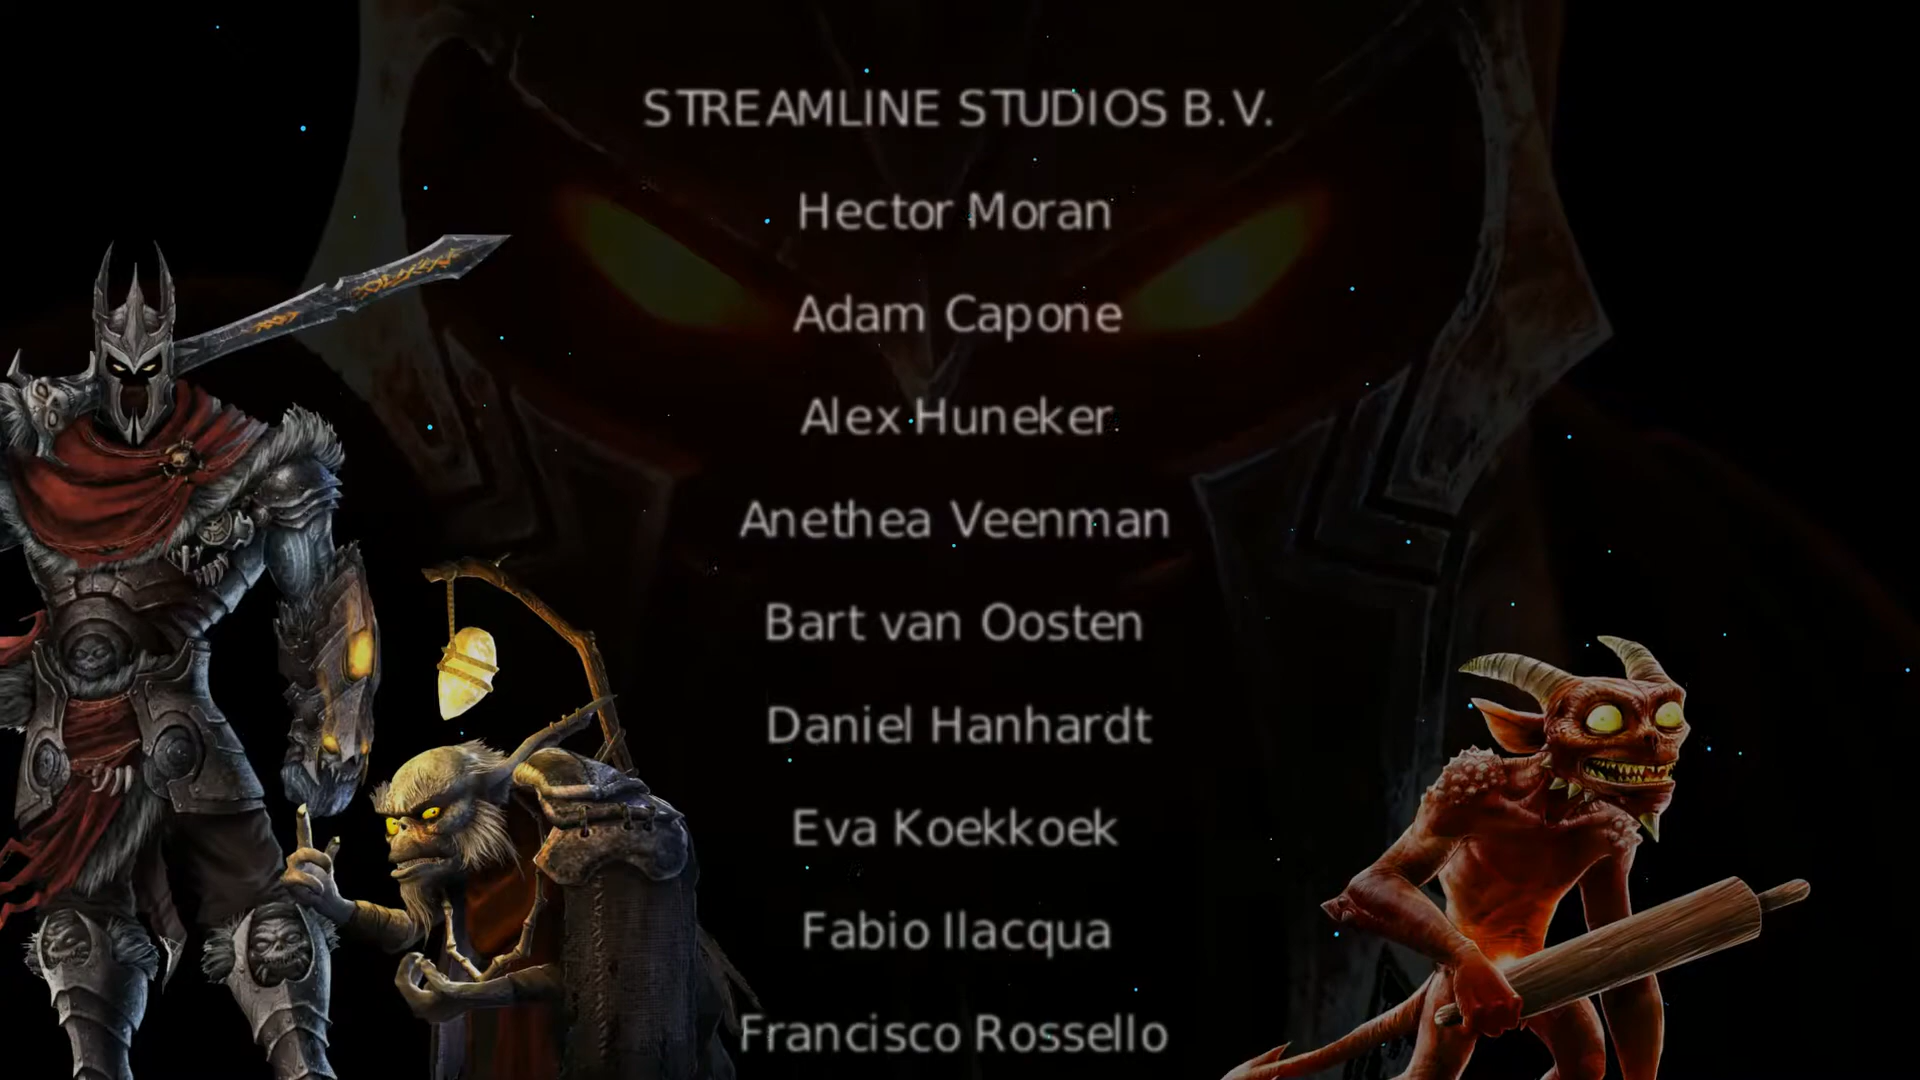 STREAMLINE STUDIOS B.V.
Hector Moran
Adam Capone
Alex Huneker
Anethea Veenman
Bart van Oosten
Daniel Hanhardt
Eva Koekkoek
Fabio Ilacqua
Francisco Rossello